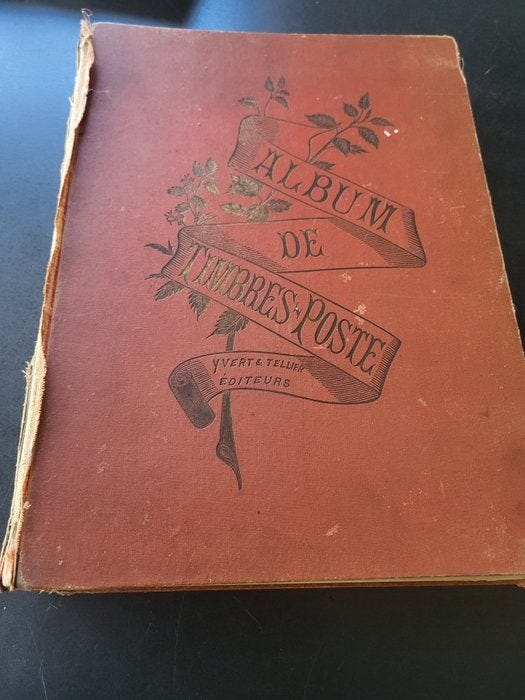 ALBUM
DE
TIMBRES-POSTE
YVERT & TELLIER
ÉDITEURS